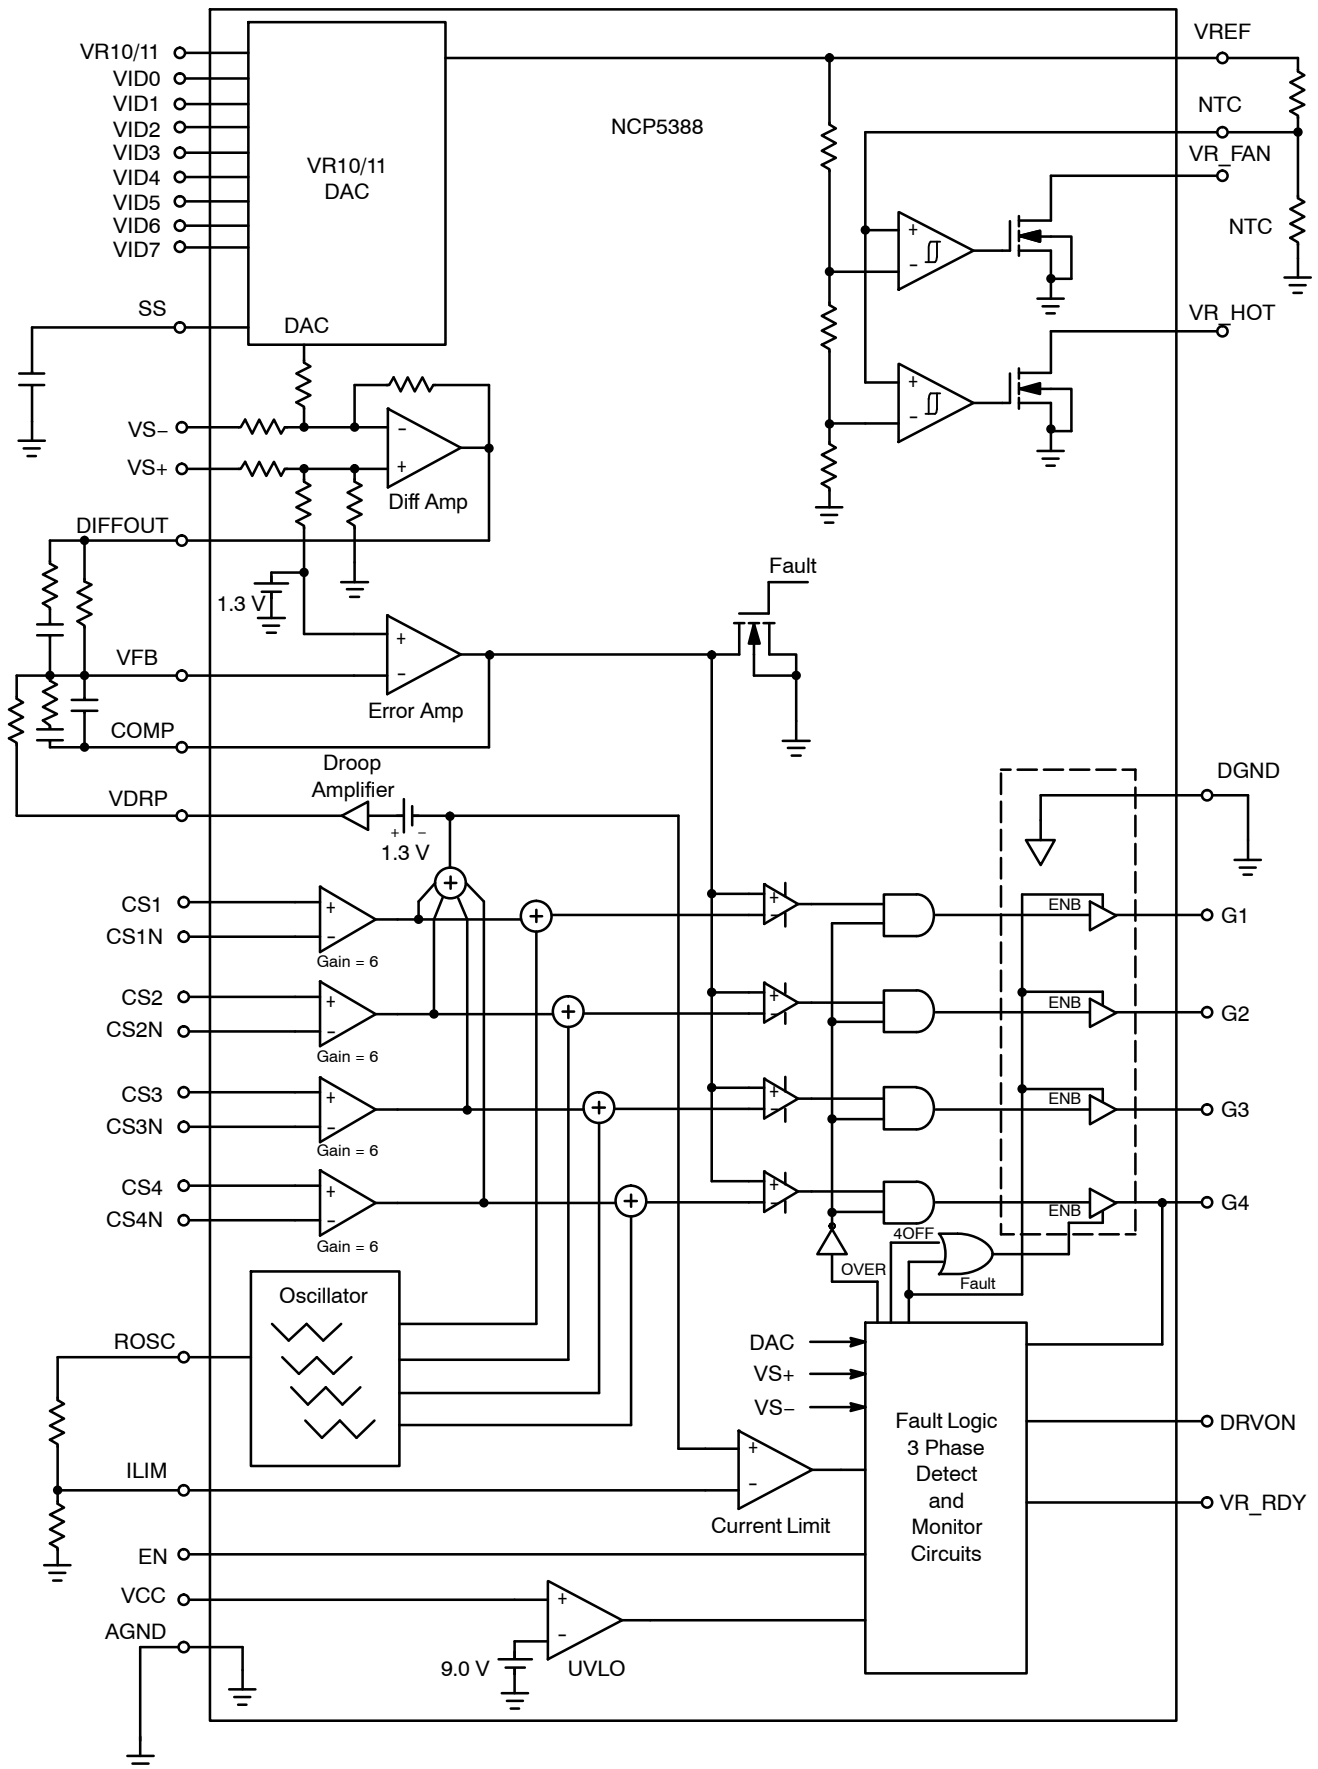 VREF
VR10/11
VID0
VID1
VID2
VID3
VID4
VID5
VID6
VID7
VR10/11
DAC
NCP5388
NTC
VR_FAN
NTC
+
−
SS
DAC
VR_HOT
+
−
VS−
VS+
−
+
Diff Amp
DIFFOUT
1.3 V
Fault
VFB
+
−
Error Amp
COMP
Droop
Amplifier
VDRP
+ −
1.3 V
DGND
CS1
CS1N
+
−
Gain = 6
+
+
−
ENB
G1
CS2
CS2N
+
−
Gain = 6
+
+
−
ENB
G2
CS3
CS3N
+
−
Gain = 6
+
+
−
ENB
G3
CS4
CS4N
+
−
Gain = 6
+
+
−
ENB
G4
4OFF
OVER
Fault
Oscillator
ROSC
DAC
VS+
VS−
Fault Logic
3 Phase
Detect
and
Monitor
Circuits
DRVON
ILIM
+
−
Current Limit
VR_RDY
EN
VCC
AGND
+
−
9.0 V
UVLO
+